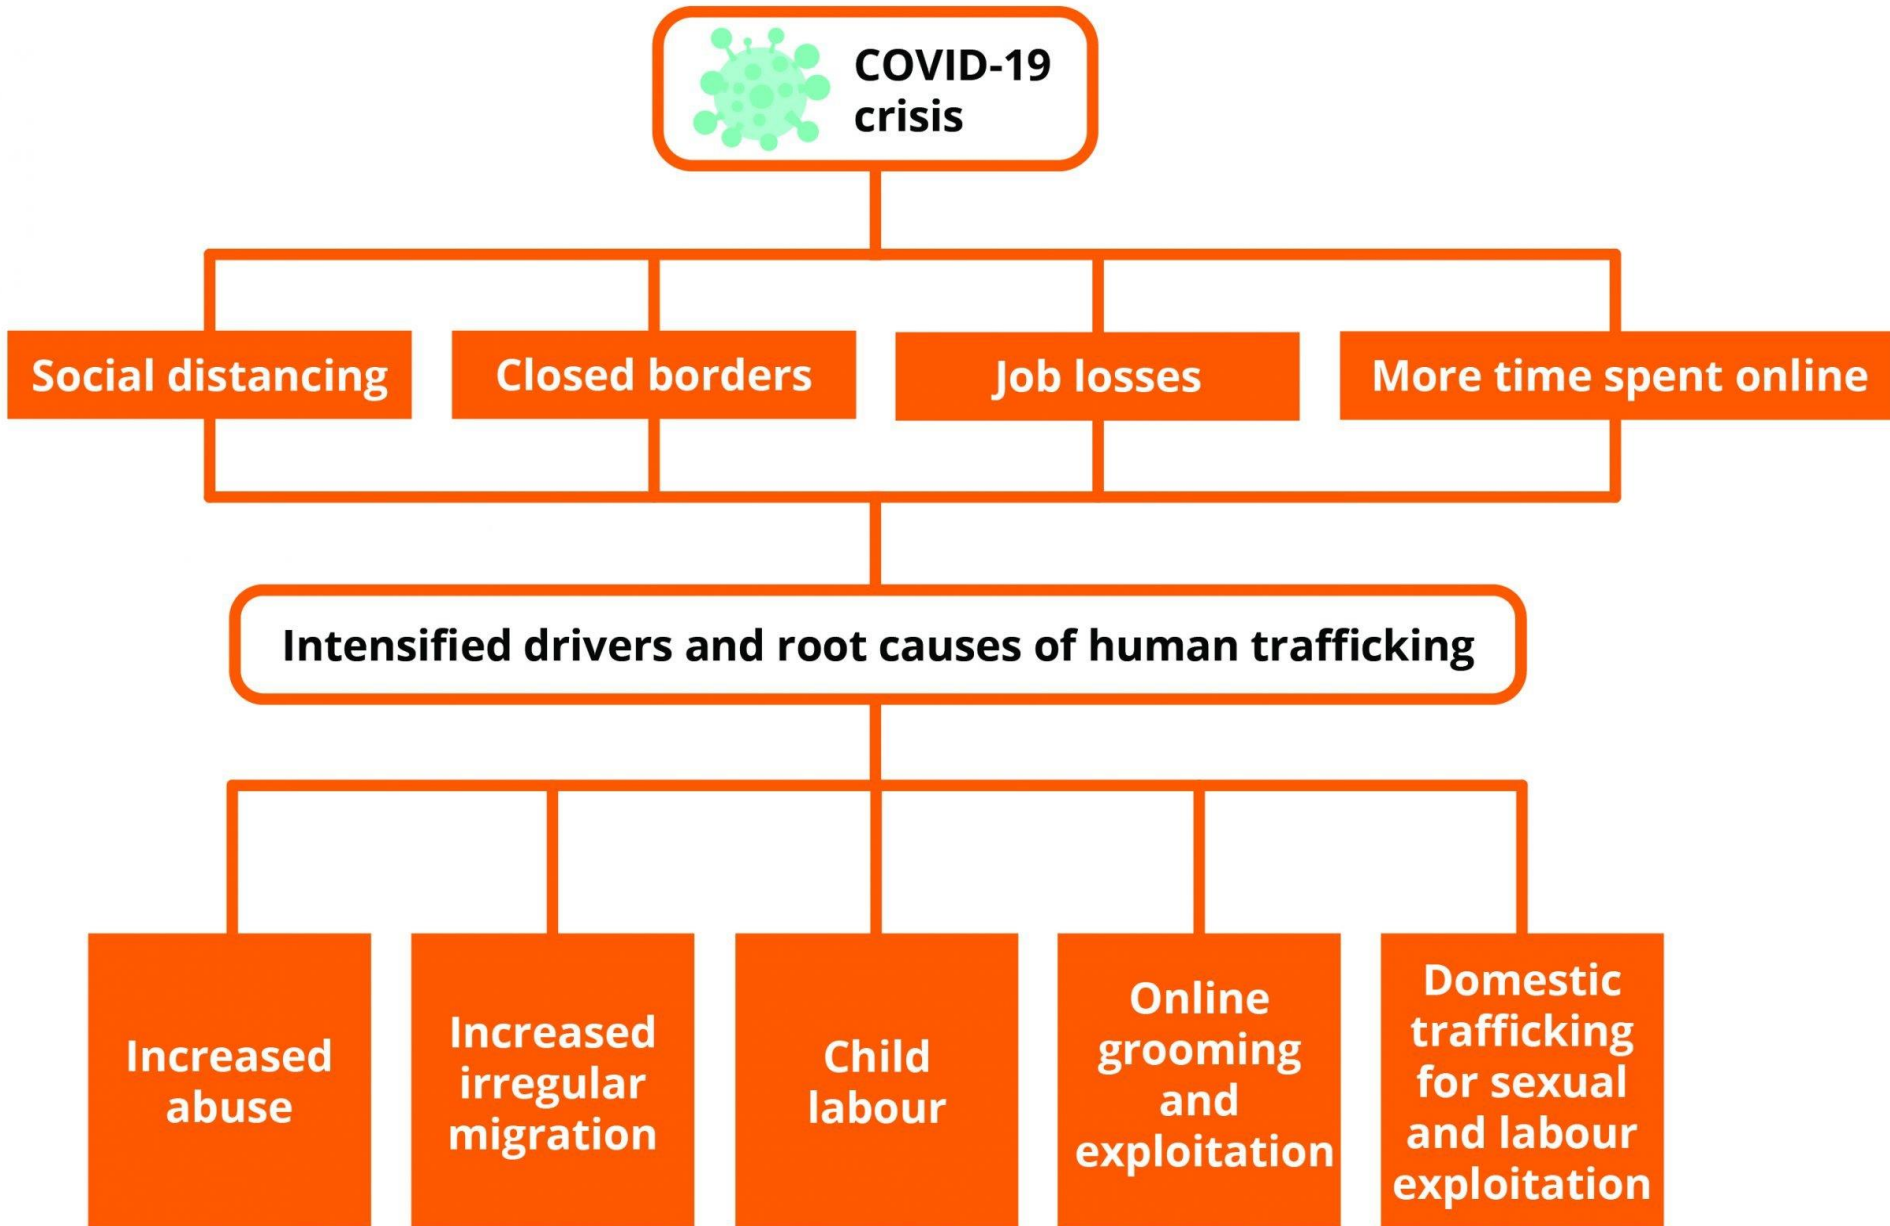 COVID-19
crisis
Social distancing
Closed borders
Job losses
More time spent online
Intensified drivers and root causes of human trafficking
Increased
abuse
Increased
irregular
migration
Child
labour
Online
grooming
and
exploitation
Domestic
trafficking
for sexual
and labour
exploitation